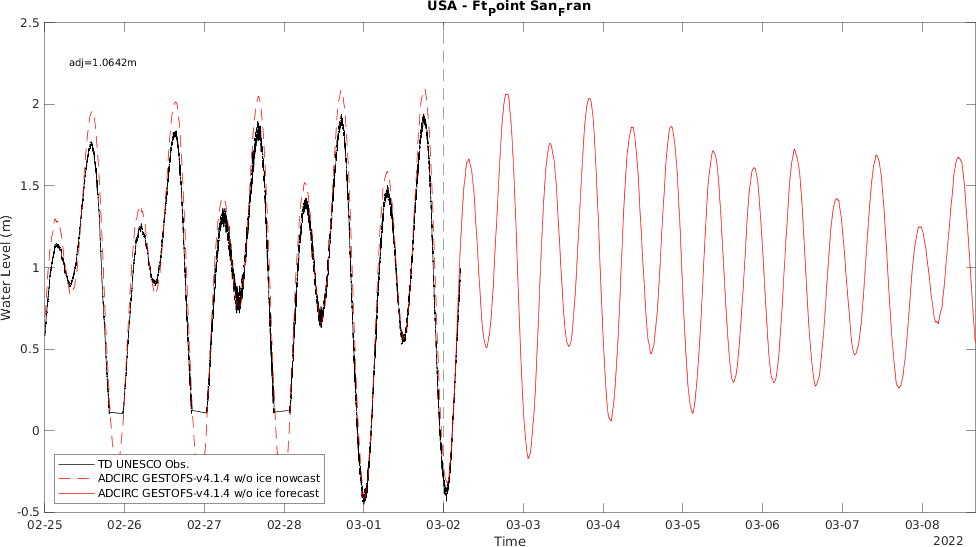 USA - FtPoint SanFran
2.5
adj=1.0642m
2
1.5
1
0.5
0
-0.5
Water Level (m)
TD UNESCO Obs.
ADCIRC GESTOFS-v4.1.4 w/o ice nowcast
ADCIRC GESTOFS-v4.1.4 w/o ice forecast
02-25 02-26 02-27 02-28 03-01 03-02 03-03 03-04 03-05 03-06 03-07 03-08
Time
2022